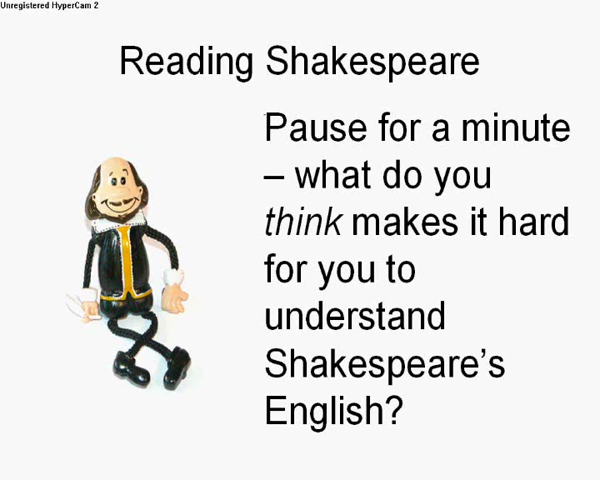 Unregistered HyperCam 2
Reading Shakespeare
Pause for a minute
– what do you
think makes it hard
for you to
understand
Shakespeare's
English?